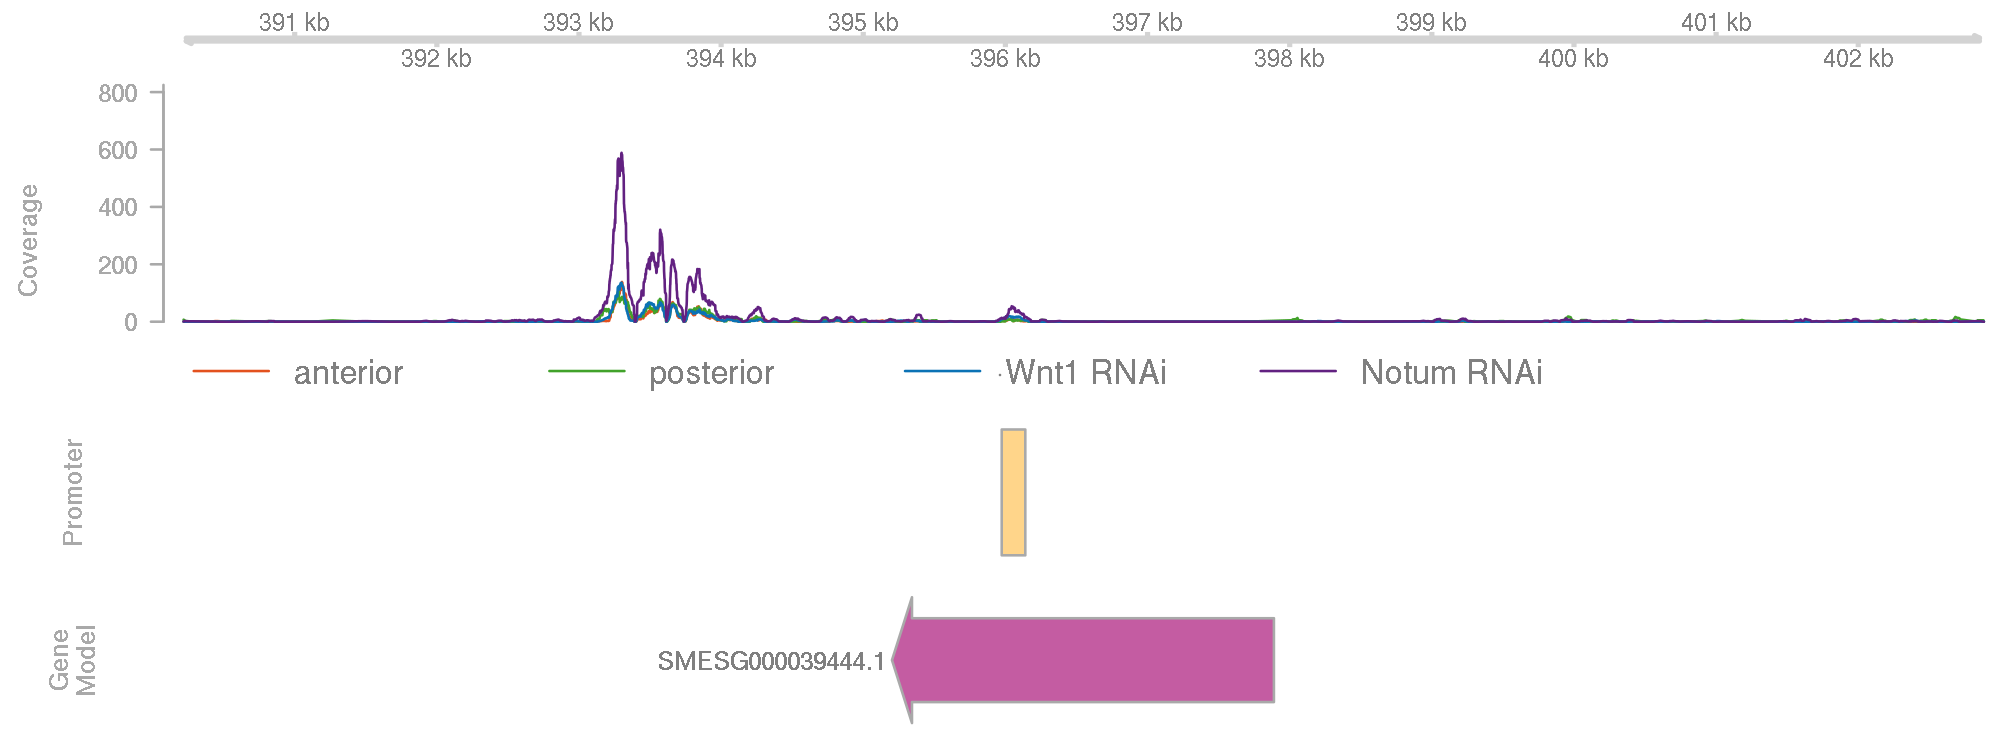 391 kb 393 kb 395 kb 397 kb 399 kb 401 kb
392 kb 394 kb 396 kb 398 kb 400 kb 402 kb
800
600
400
200
0
Coverage
anterior posterior Wnt1 RNAi Notum RNAi
Promoter
Gene
Model
SMESG000039444.1